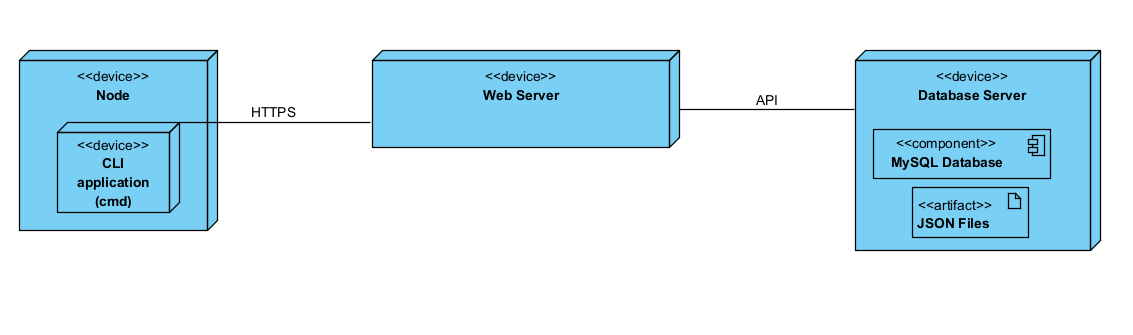 <<device>>
Node
<<device>>
CLI
application
(cmd)
HTTPS
<<device>>
Web Server
API
<<device>>
Database Server
<<component>>
MySQL Database
<<artifact>>
JSON Files